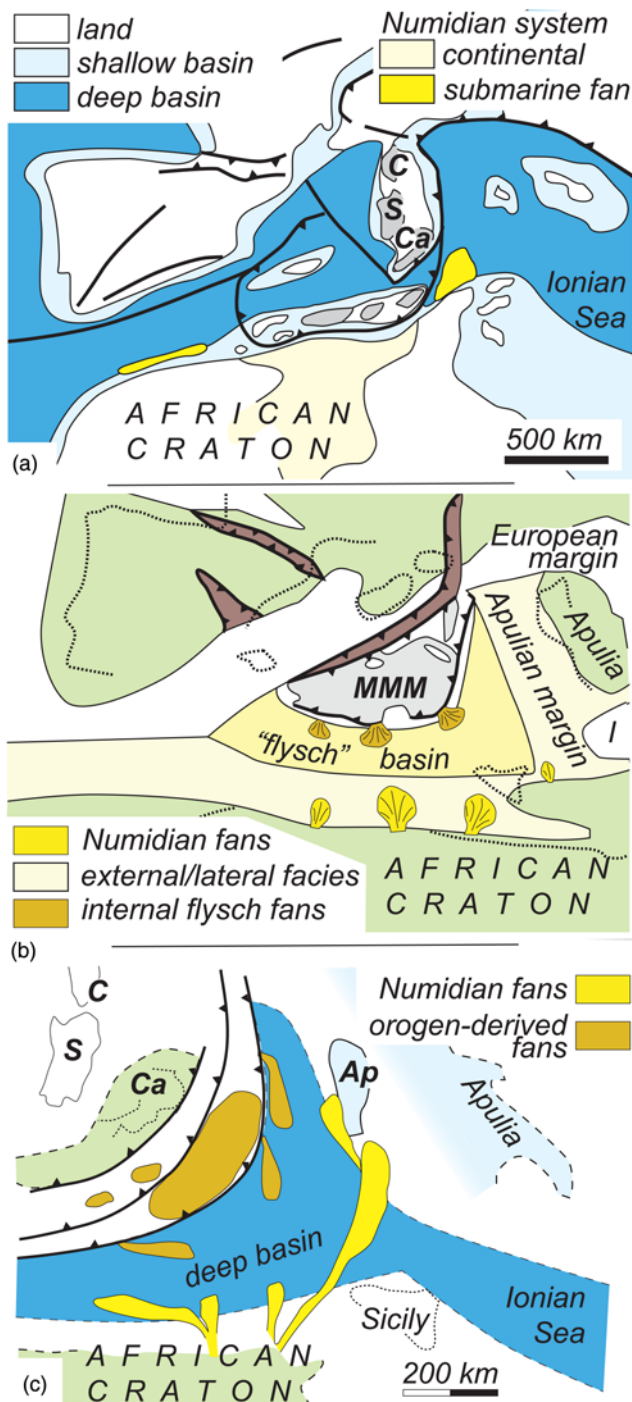 land
shallow basin
deep basin
Numidian system
continental
submarine fan
C
S
Ca
Ionian
Sea
A F R I C A N
C R A T O N
500 km
(a)
European
margin
Apulian margin
Apulia
MMM
I
"flysch" basin
Numidian fans
external/lateral facies
internal flysch fans
A F R I C A N
C R A T O N
(b)
C
S
Ca
Numidian fans
orogen-derived
fans
Ap
Apulia
deep basin
Sicily
Ionian
Sea
A F R I C A N
C R A T O N
200 km
(c)